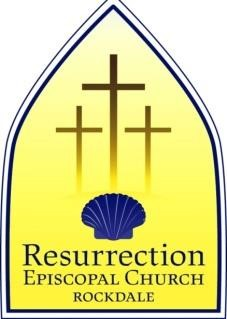 Resurrection
EPISCOPAL CHURCH
ROCKDALE